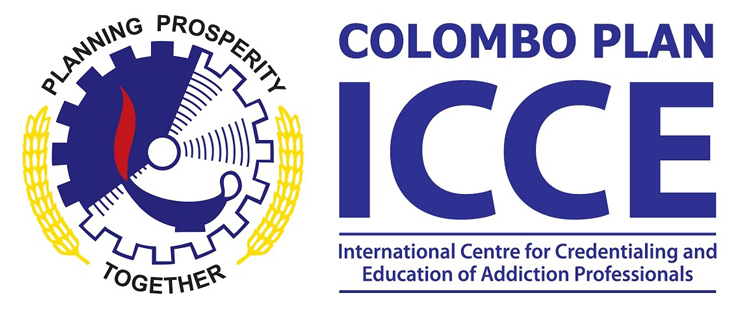 PLANNING PROSPERITY
TOGETHER
COLOMBO PLAN
ICCE
International Centre for Credentialing and
Education of Addiction Professionals